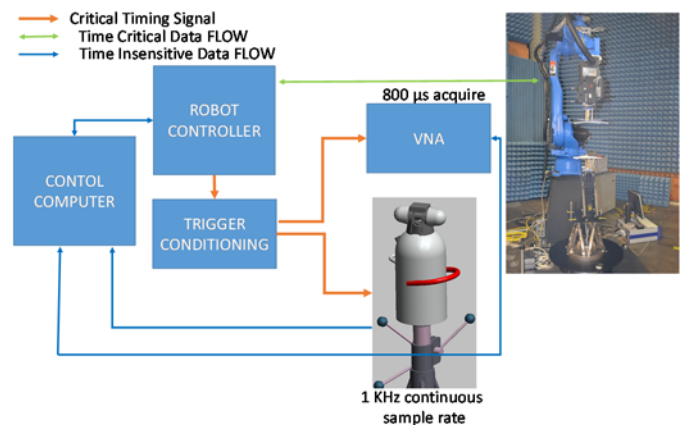 Critical Timing Signal
Time Critical Data FLOW
Time Insensitive Data FLOW
ROBOT
CONTROLLER
800 µs acquire
VNA
CONTOL
COMPUTER
TRIGGER
CONDITIONING
1 KHz continuous
sample rate